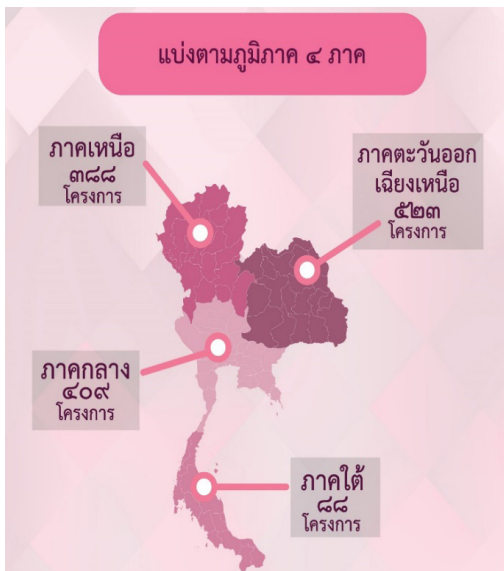 แบ่งตามภูมิภาค ๔ ภาค
ภาคเหนือ
๓๘๘
โครงการ
ภาคตะวันออก
เฉียงเหนือ
๕๒๓
โครงการ
ภาคกลาง
๔๐๙
โครงการ
ภาคใต้
๘๘
โครงการ